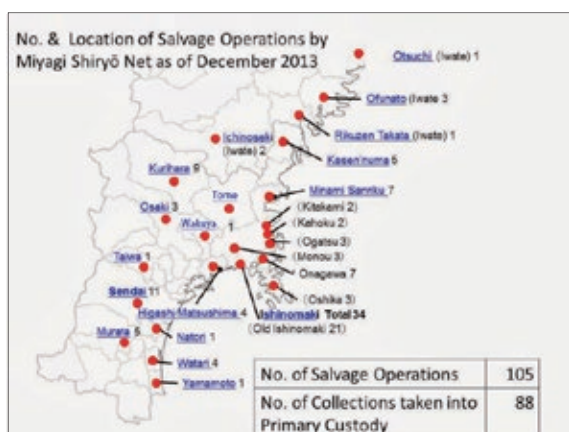 No. & Location of Salvage Operations by
Miyagi Shiryō Net as of December 2013
Otsuchi (Iwate) 1
Ofunato (Iwate 3
Rikuzen Takata (Iwate) 1
Ichinoseki
(Iwate) 2
Kesen'numa 5
Kurihara 9
Minami Sanriku 7
Tome
(Kitakami 2)
Osaki 3
(Kahoku 2)
Wakuya 1
(Ogatsu 3)
(Monou 3)
Taiwa 1
Onagawa 7
Sendai 11
(Oshika 3)
Higashi Matsushima 4
Ishinomaki Total 34
(Old Ishinomaki 21)
Murata 5
Natori 1
Watari 4
Yamamoto 1
No. of Salvage Operations 105
No. of Collections taken into 88
Primary Custody